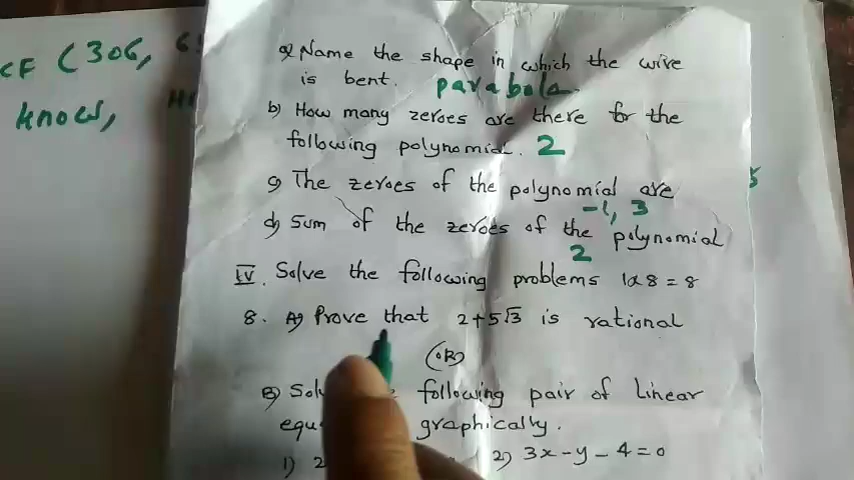 CF (306,
knows,
a) Name the shape in which the wire
is bent. parabola.
b) How many zeroes are there for the
following polynomial. 2
c) The zeroes of the polynomial are
-1, 3
d) Sum of the zeroes of the polynomial
2
IV. Solve the following problems 1x8=8
8. A) Prove that 2+5√3 is rational
(OR)
B) following pair of Linear
graphically.
1) 2 2) 3x-y-4=0